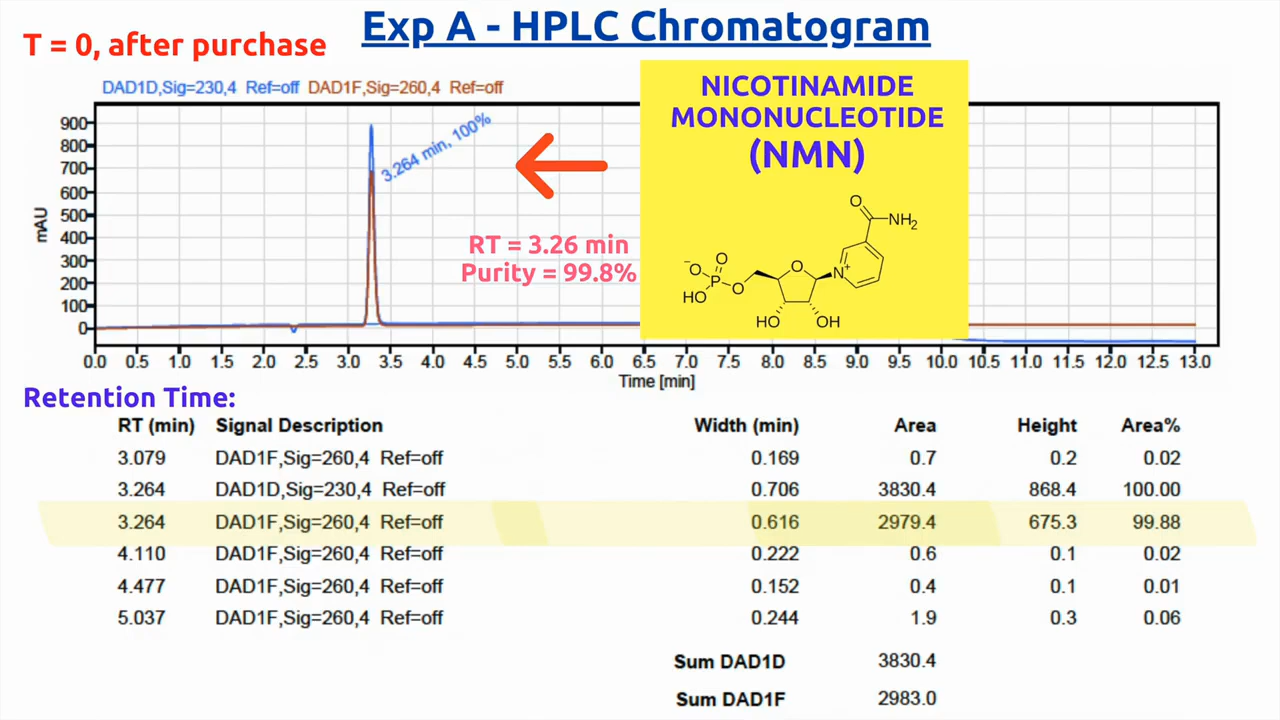 Exp A - HPLC Chromatogram
T = 0, after purchase
DAD1D,Sig=230,4 Ref=off DAD1F,Sig=260,4 Ref=off
NICOTINAMIDE
MONONUCLEOTIDE
(NMN)
900
800
700
600
500
400
300
200
100
0
mAU
3.264 min, 100%
RT = 3.26 min
Purity = 99.8%
O
NH2
N+
O
P
O
O−
HO
O
HO
OH
0.0 0.5 1.0 1.5 2.0 2.5 3.0 3.5 4.0 4.5 5.0 5.5 6.0 6.5 7.0 7.5 8.0 8.5 9.0 9.5 10.0 10.5 11.0 11.5 12.0 12.5 13.0
Time [min]
Retention Time:
RT (min) Signal Description Width (min) Area Height Area%
3.079 DAD1F,Sig=260,4 Ref=off 0.169 0.7 0.2 0.02
3.264 DAD1D,Sig=230,4 Ref=off 0.706 3830.4 868.4 100.00
3.264 DAD1F,Sig=260,4 Ref=off 0.616 2979.4 675.3 99.88
4.110 DAD1F,Sig=260,4 Ref=off 0.222 0.6 0.1 0.02
4.477 DAD1F,Sig=260,4 Ref=off 0.152 0.4 0.1 0.01
5.037 DAD1F,Sig=260,4 Ref=off 0.244 1.9 0.3 0.06
Sum DAD1D 3830.4
Sum DAD1F 2983.0